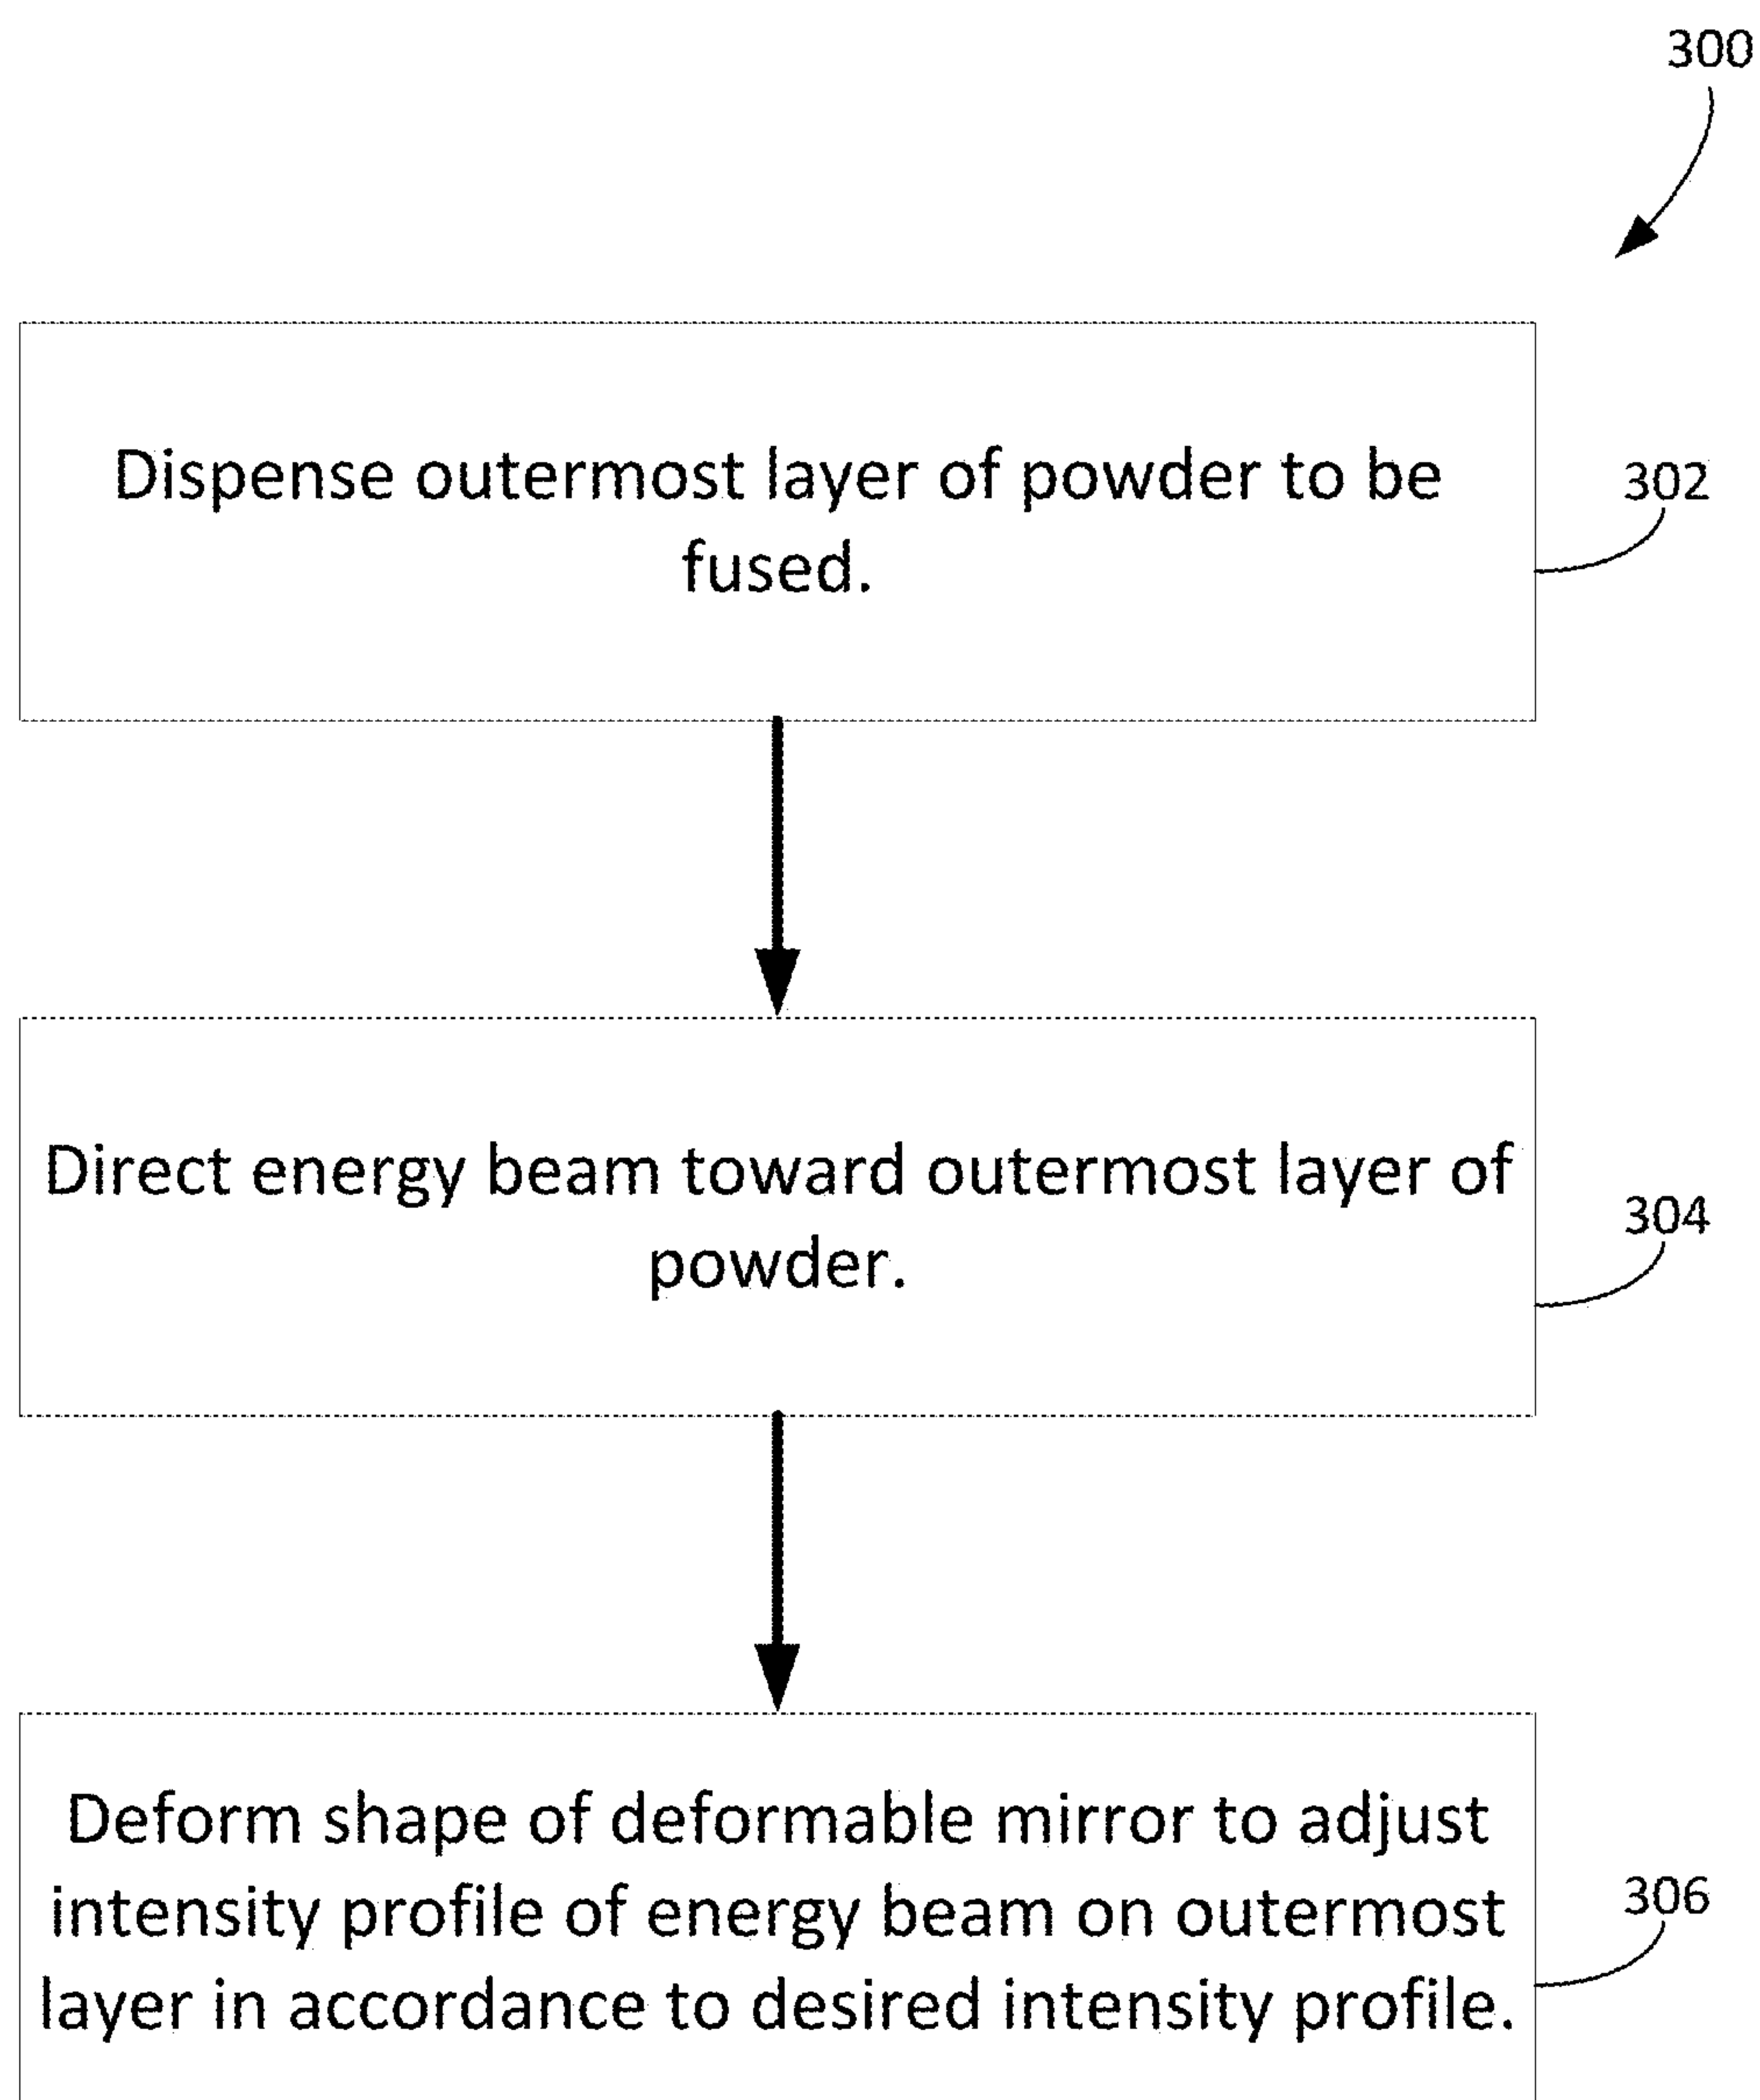 300
Dispense outermost layer of powder to be
fused.
302
Direct energy beam toward outermost layer of
powder.
304
Deform shape of deformable mirror to adjust
intensity profile of energy beam on outermost
layer in accordance to desired intensity profile.
306